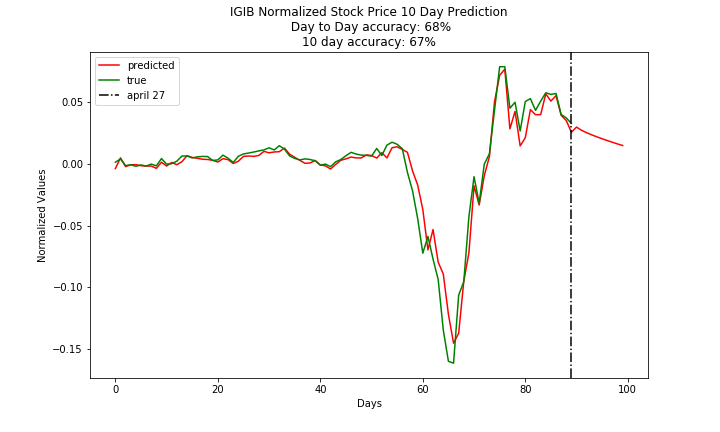 IGIB Normalized Stock Price 10 Day Prediction
Day to Day accuracy: 68%
10 day accuracy: 67%
predicted
true
april 27
Normalized Values
0.05
0.00
−0.05
−0.10
−0.15
0 20 40 60 80 100
Days